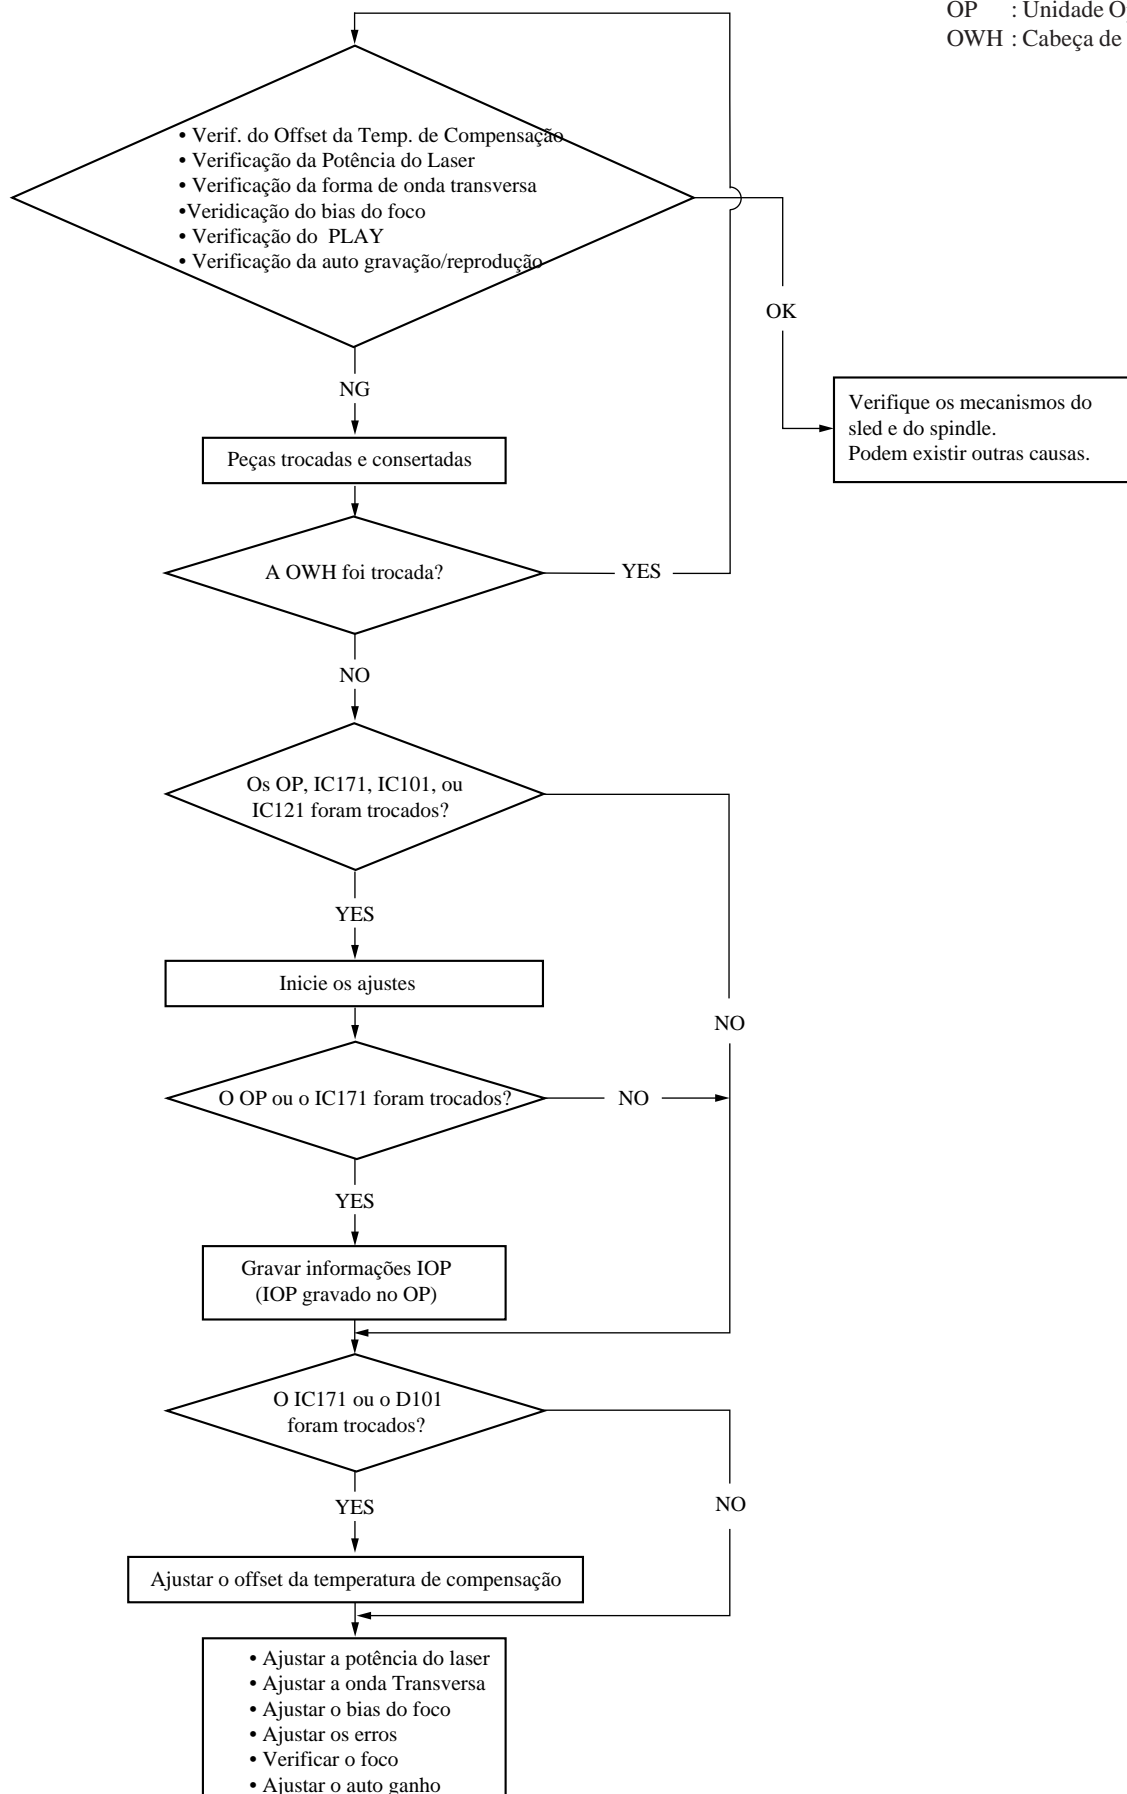 OP : Unidade
OWH : Cabeça de
• Verif. do Offset da Temp. de Compensação
• Verificação da Potência do Laser
• Verificação da forma de onda transversa
•Veridicação do bias do foco
• Verificação do PLAY
• Verificação da auto gravação/reprodução
OK
NG
Verifique os mecanismos do
sled e do spindle.
Podem existir outras causas.
Peças trocadas e consertadas
A OWH foi trocada?
YES
NO
Os OP, IC171, IC101, ou
IC121 foram trocados?
YES
Inicie os ajustes
NO
O OP ou o IC171 foram trocados?
NO
YES
Gravar informações IOP
(IOP gravado no OP)
O IC171 ou o D101
foram trocados?
YES
NO
Ajustar o offset da temperatura de compensação
• Ajustar a potência do laser
• Ajustar a onda Transversa
• Ajustar o bias do foco
• Ajustar os erros
• Verificar o foco
• Ajustar o auto ganho